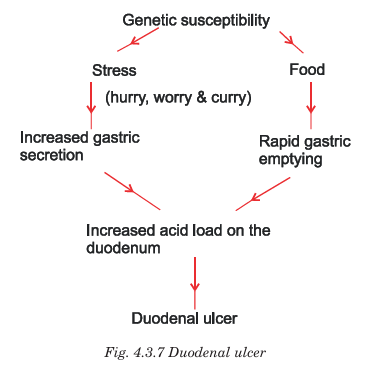 Genetic susceptibility
Stress
Food
(hurry, worry & curry)
Increased gastric
secretion
Rapid gastric
emptying
Increased acid load on the
duodenum
Duodenal ulcer
Fig. 4.3.7 Duodenal ulcer